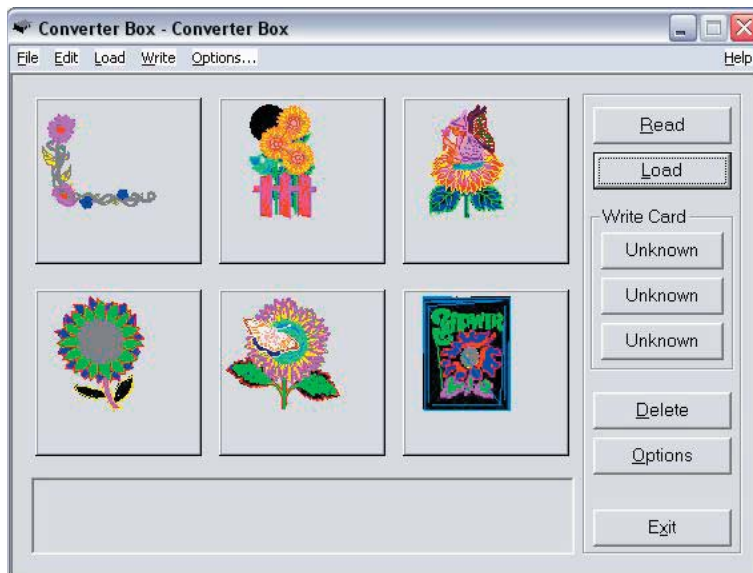 Converter Box - Converter Box
File Edit Load Write Options... Help
Read
Load
Write Card
Unknown
Unknown
Unknown
Delete
Options
Exit